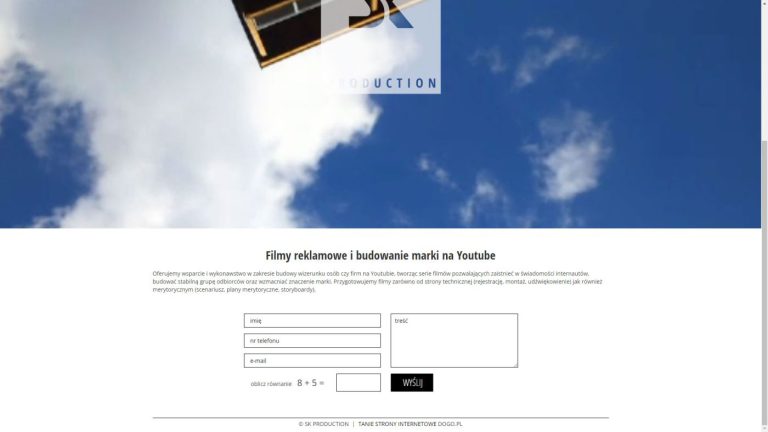 PRODUCTION
Filmy reklamowe i budowanie marki na Youtube
Oferujemy wsparcie i wykonawstwo w zakresie budowy wizerunku osób czy firm na Youtube, tworząc serie filmów pozwalających zaistnieć w świadomości internautów,
budować stabilną grupę odbiorców oraz wzmacniać znaczenie marki. Przygotowujemy filmy zarówno od strony technicznej (rejestrację, montaż, udźwiękowienie) jak również
merytorycznym (scenariusz, plany merytoryczne, storyboardy).
imię
treść
nr telefonu
e-mail
oblicz równanie 8 + 5 =
WYŚLIJ
© SK PRODUCTION | TANIE STRONY INTERNETOWE DOGO.PL